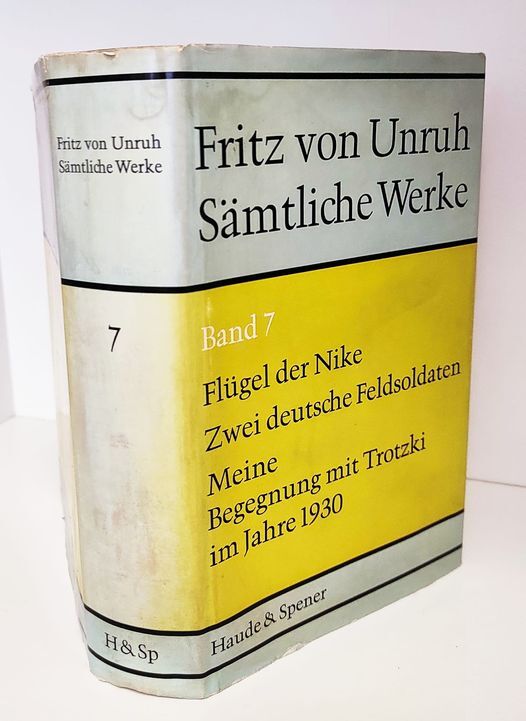 Fritz von Unruh
Sämtliche Werke
7
H & Sp
Fritz von Unruh
Sämtliche Werke
Band 7
Flügel der Nike
Zwei deutsche Feldsoldaten
Meine
Begegnung mit Trotzki
im Jahre 1930
Haude & Spener